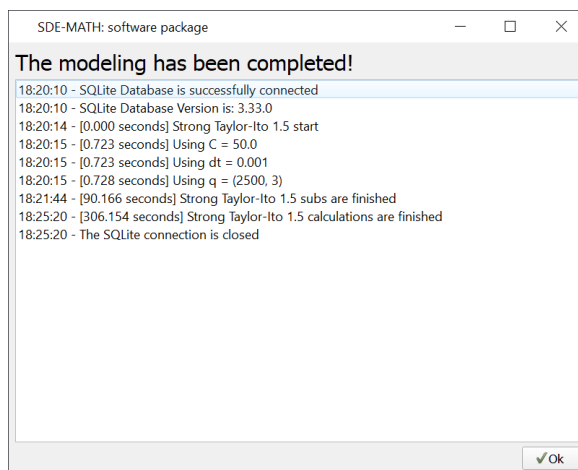 SDE-MATH: software package
The modeling has been completed!
18:20:10 - SQLite Database is successfully connected
18:20:10 - SQLite Database Version is: 3.33.0
18:20:14 - [0.000 seconds] Strong Taylor-Ito 1.5 start
18:20:15 - [0.723 seconds] Using C = 50.0
18:20:15 - [0.723 seconds] Using dt = 0.001
18:20:15 - [0.728 seconds] Using q = (2500, 3)
18:21:44 - [90.166 seconds] Strong Taylor-Ito 1.5 subs are finished
18:25:20 - [306.154 seconds] Strong Taylor-Ito 1.5 calculations are finished
18:25:20 - The SQLite connection is closed
Ok